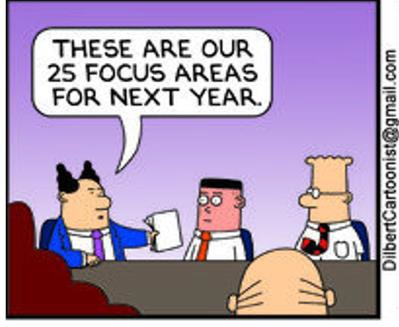 THESE ARE OUR
25 FOCUS AREAS
FOR NEXT YEAR.
DilbertCartoonist@gmail.com